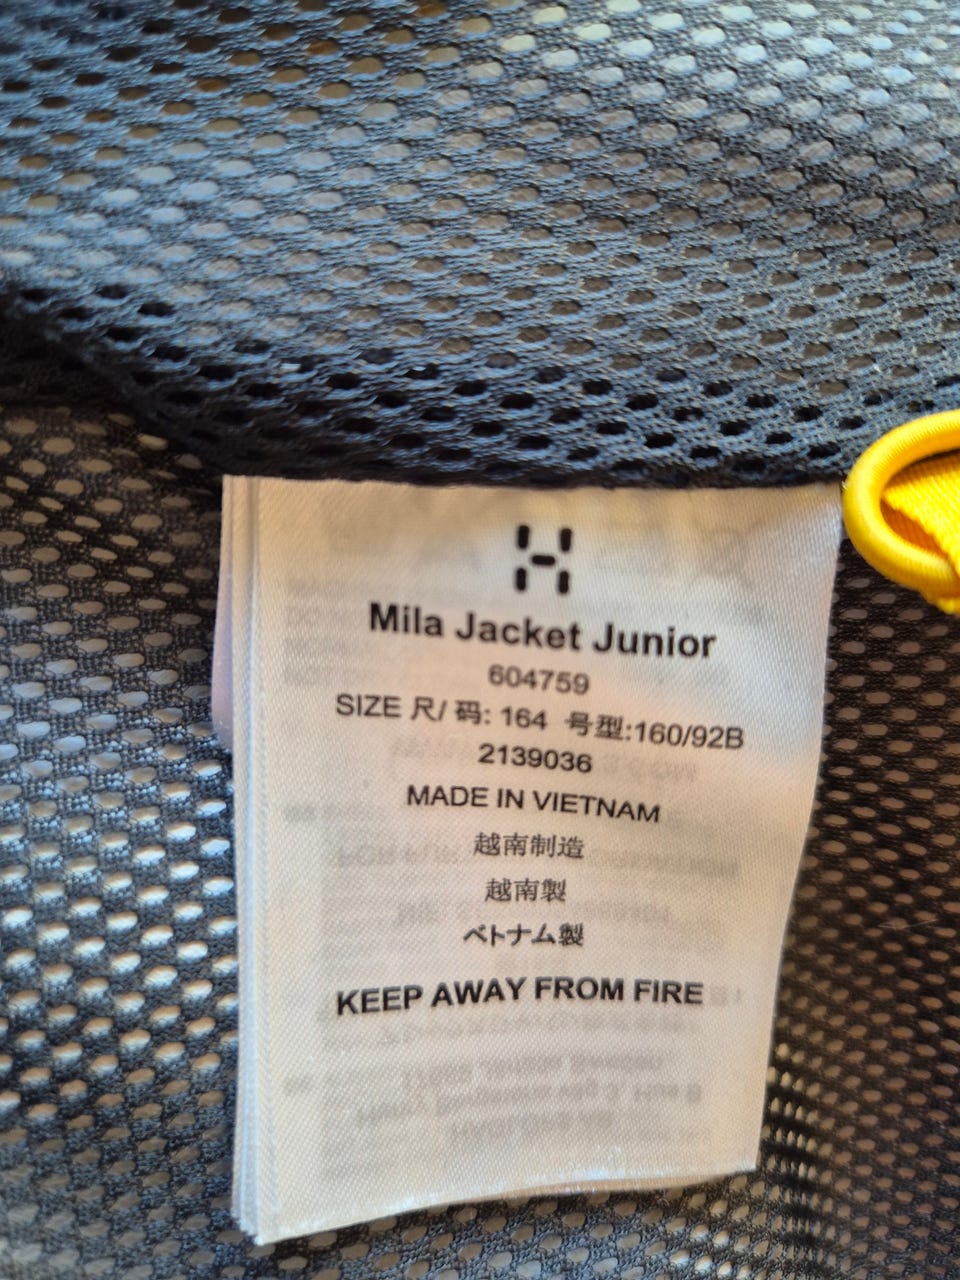 Mila Jacket Junior
604759
SIZE 尺/ 码: 164 号型:160/92B
2139036
MADE IN VIETNAM
越南制造
越南製
ベトナム製
KEEP AWAY FROM FIRE